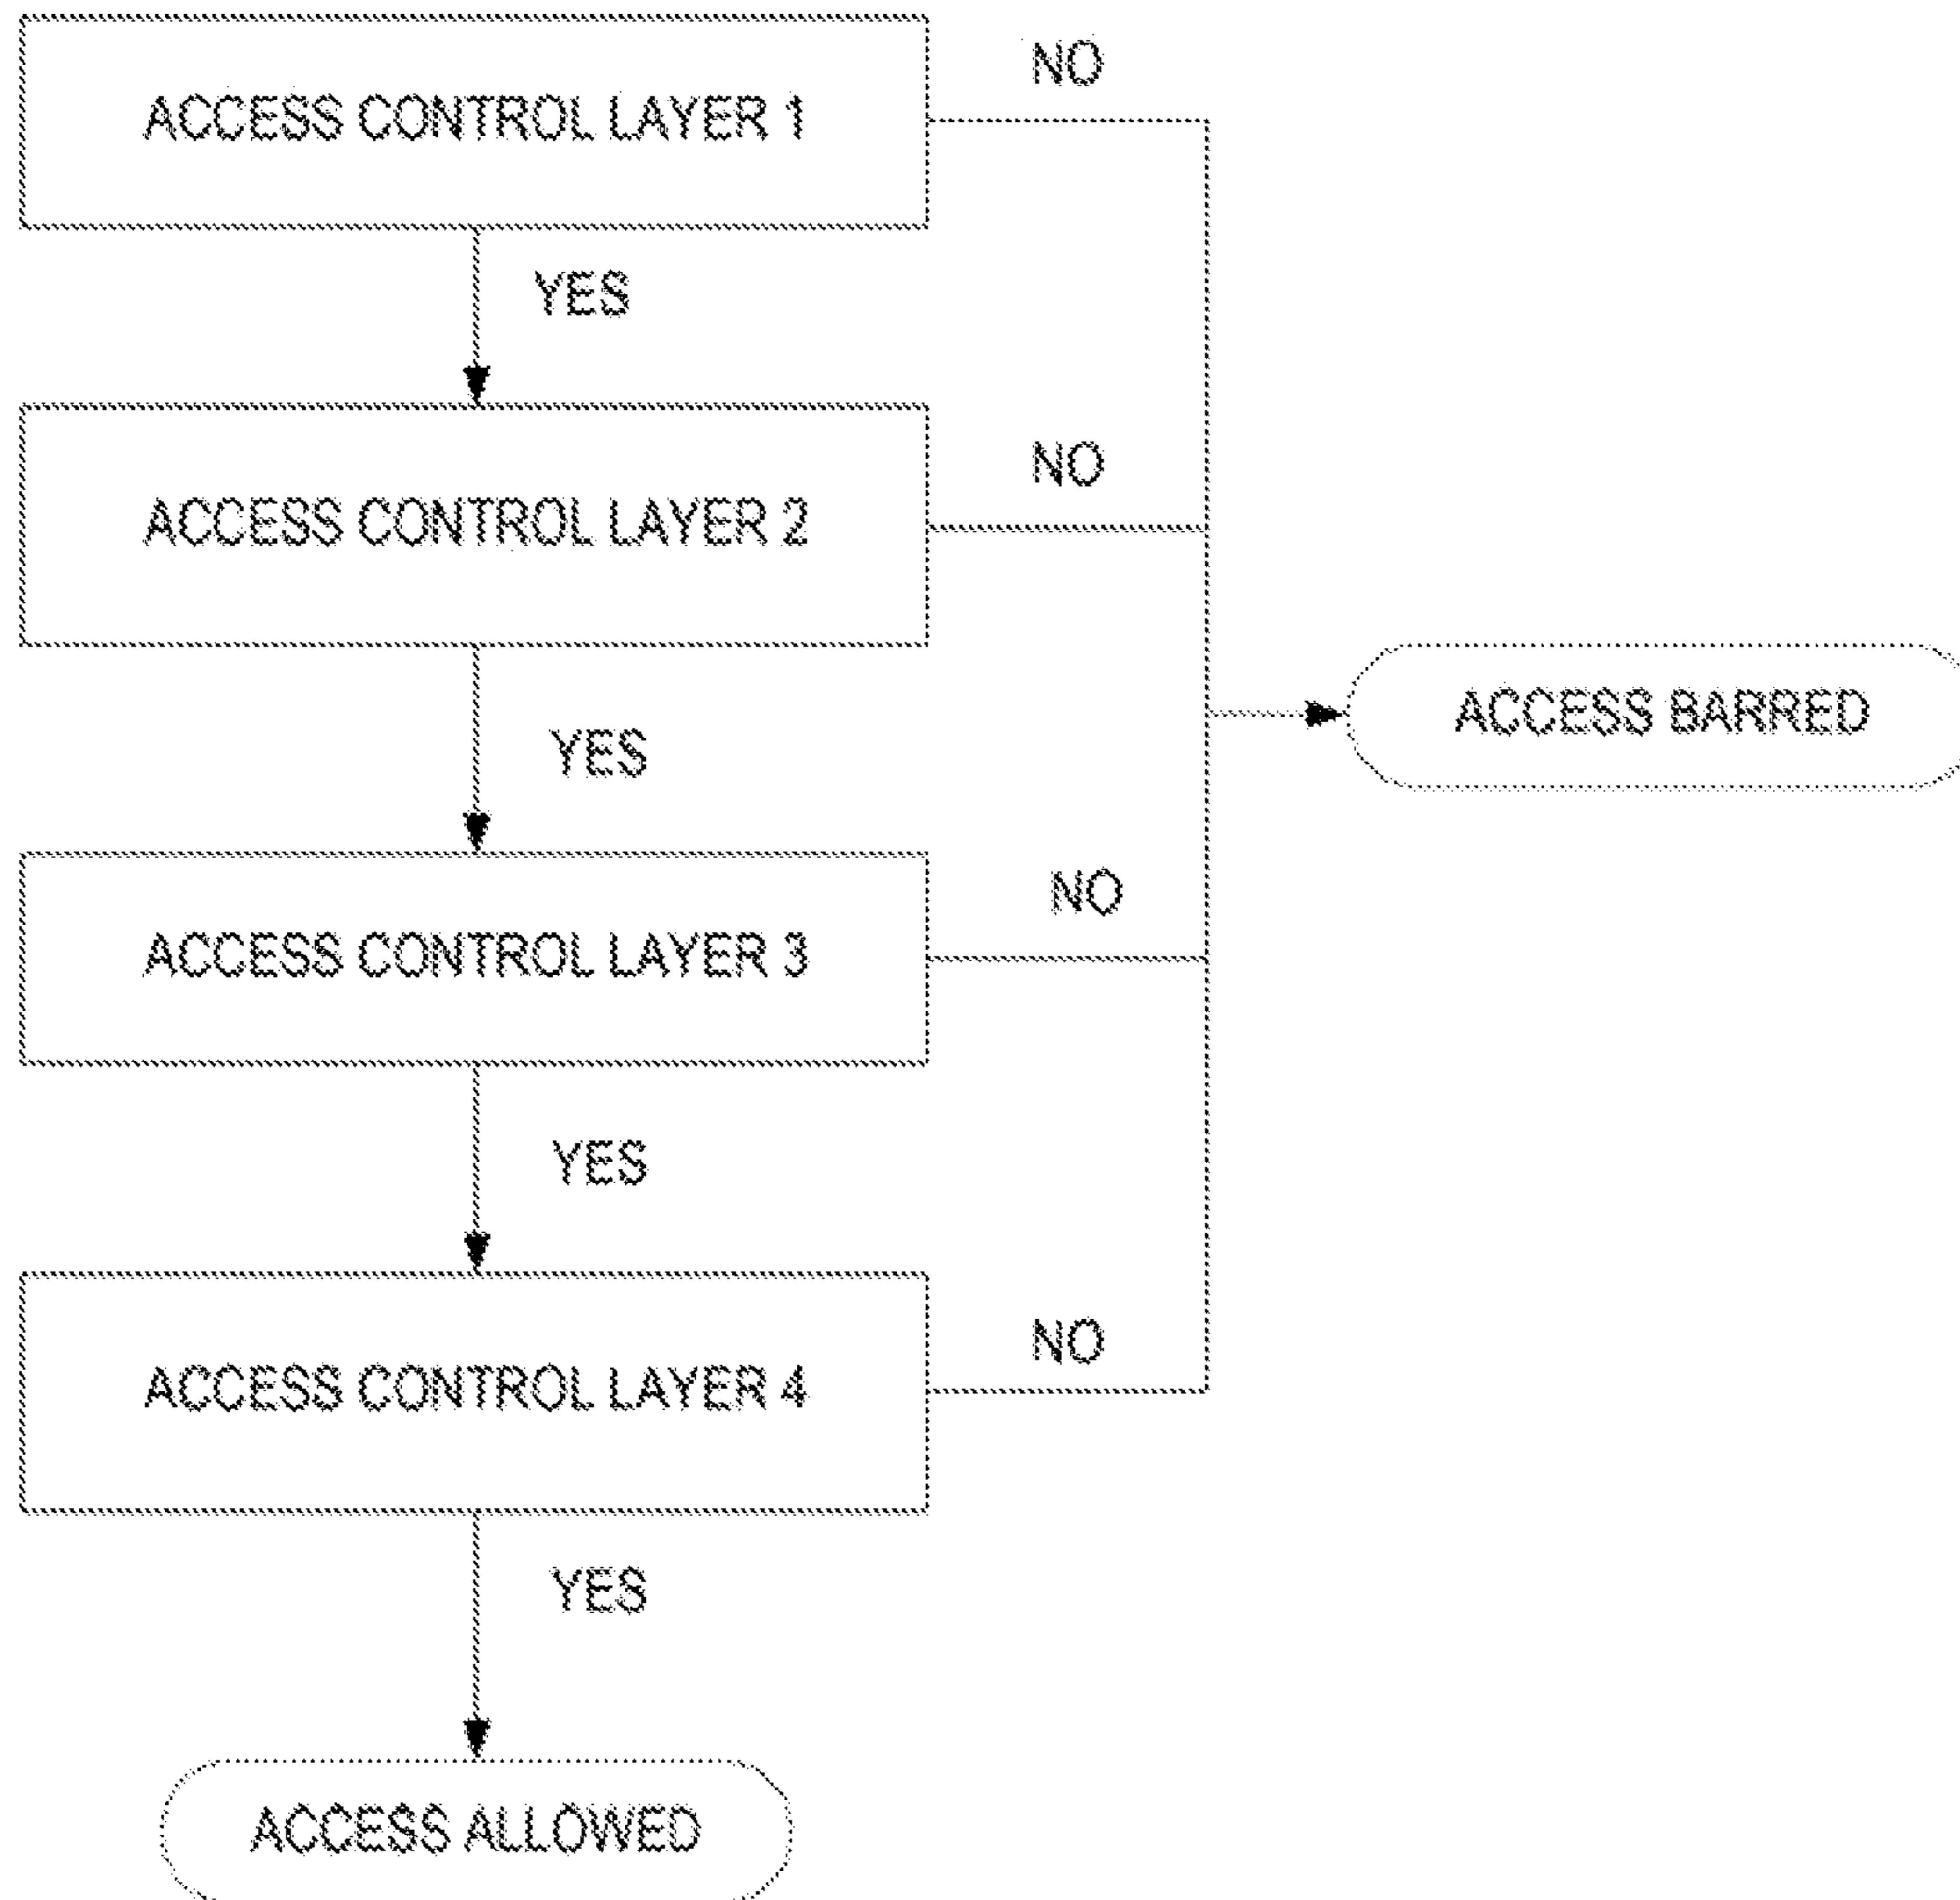 NO
ACCESS CONTROL LAYER 1
YES
NO
ACCESS CONTROL LAYER 2
ACCESS BARRED
YES
NO
ACCESS CONTROL LAYER 3
YES
NO
ACCESS CONTROL LAYER 4
YES
ACCESS ALLOWED